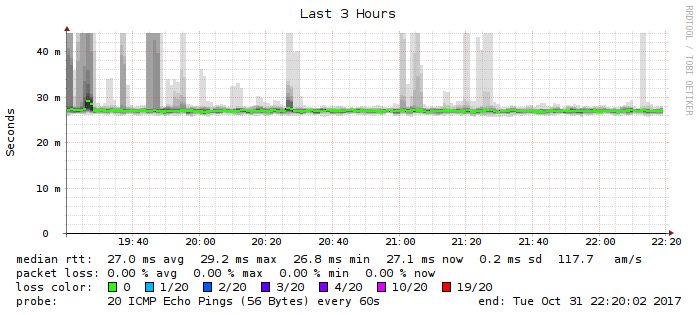 Last 3 Hours
RRDTOOL / TOBI OETIKER
Seconds
40 m
30 m
20 m
10 m
0
19:40 20:00 20:20 20:40 21:00 21:20 21:40 22:00 22:20
median rtt: 27.0 ms avg 29.2 ms max 26.8 ms min 27.1 ms now 0.2 ms sd 117.7 am/s
packet loss: 0.00 % avg 0.00 % max 0.00 % min 0.00 % now
loss color: 0 1/20 2/20 3/20 4/20 10/20 19/20
probe: 20 ICMP Echo Pings (56 Bytes) every 60s end: Tue Oct 31 22:20:02 2017